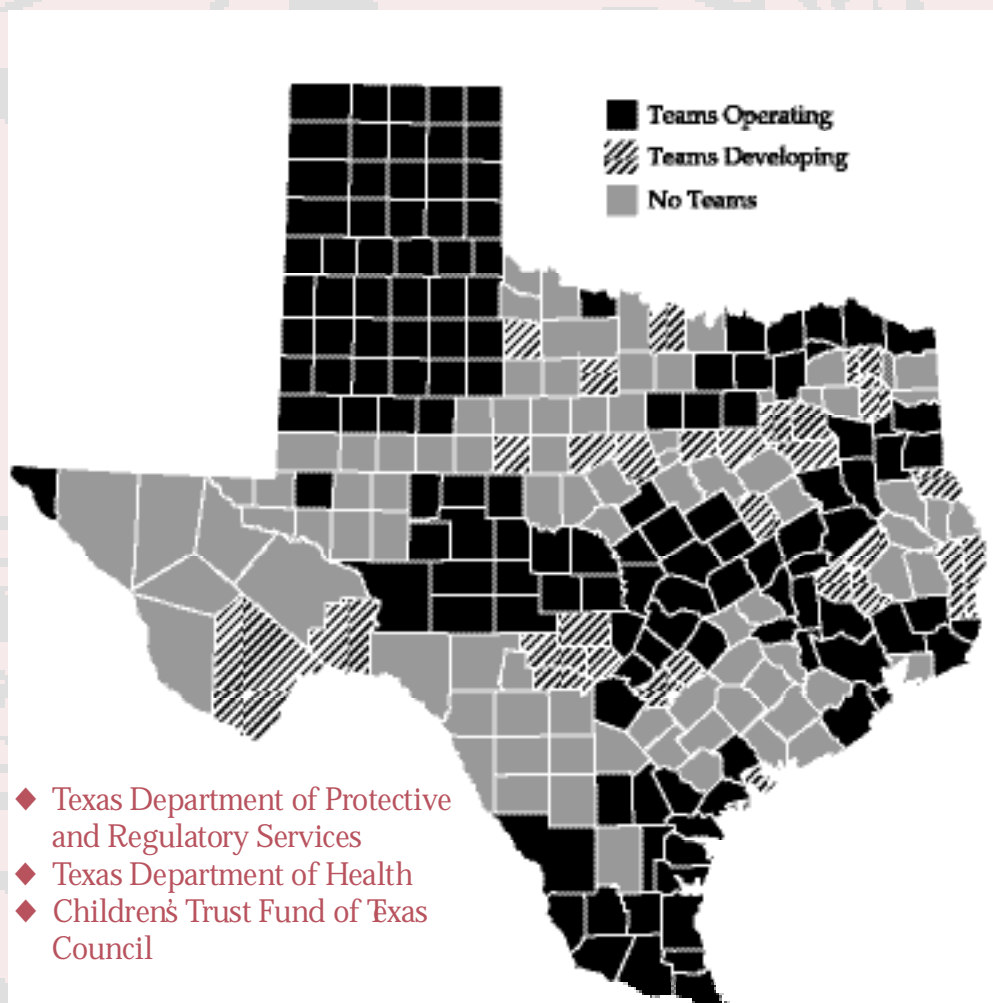 Teams Operating
Teams Developing
No Teams
◆ Texas Department of Protective
and Regulatory Services
◆ Texas Department of Health
◆ Children's Trust Fund of Texas
Council